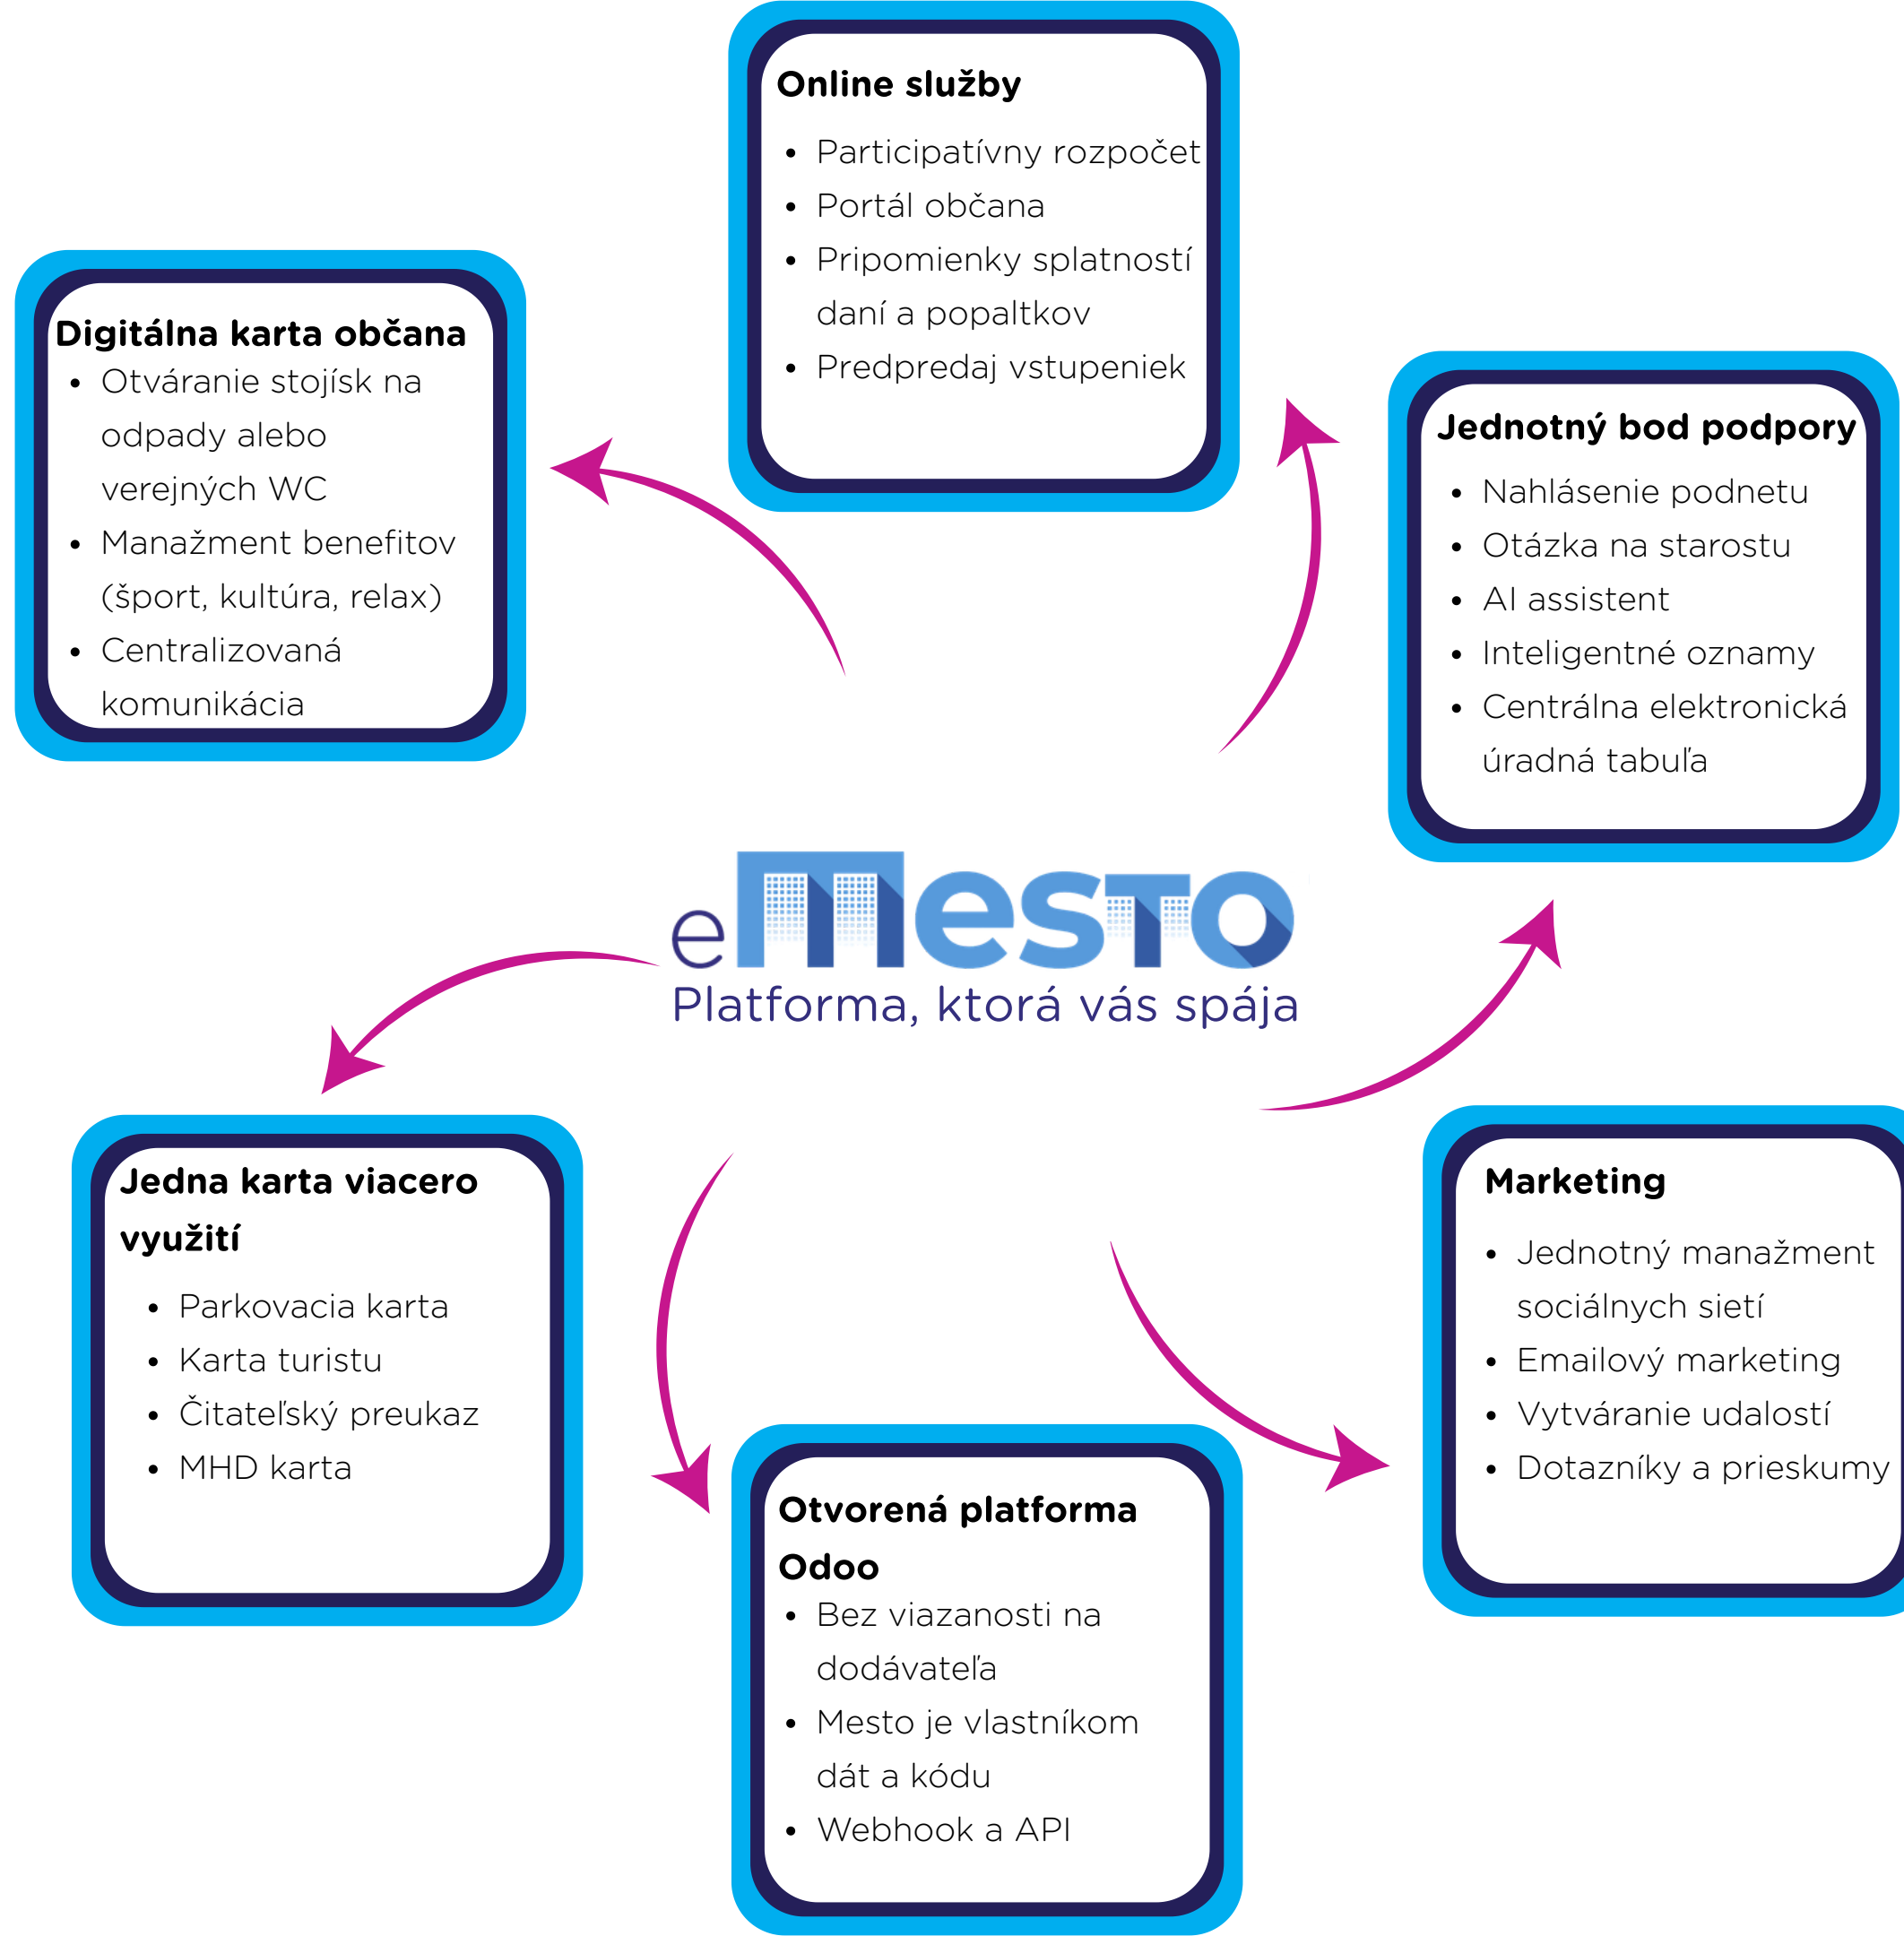 Online služby
• Participatívny rozpočet
• Portál občana
• Pripomienky splatností
daní a popaltkov
• Predpredaj vstupeniek
Digitálna karta občana
• Otváranie stojísk na
odpady alebo
verejných WC
• Manažment benefitov
(šport, kultúra, relax)
• Centralizovaná
komunikácia
Jednotný bod podpory
• Nahlásenie podnetu
• Otázka na starostu
• AI assistent
• Inteligentné oznamy
• Centrálna elektronická
úradná tabuľa
eMesTO
Platforma, ktorá vás spája
Jedna karta viacero
využití
• Parkovacia karta
• Karta turistu
• Čitateľský preukaz
• MHD karta
Marketing
• Jednotný manažment
sociálnych sietí
• Emailový marketing
• Vytváranie udalostí
• Dotazníky a prieskumy
Otvorená platforma
Odoo
• Bez viazanosti na
dodávateľa
• Mesto je vlastníkom
dát a kódu
• Webhook a API